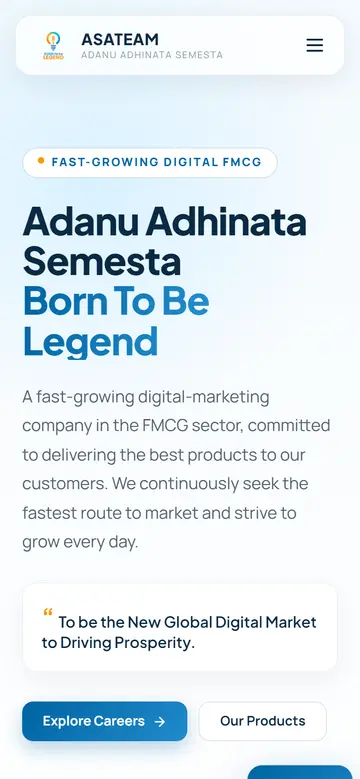 ASATEAM
ADANU ADHINATA SEMESTA
FAST-GROWING DIGITAL FMCG
Adanu Adhinata
Semesta
Born To Be
Legend
A fast-growing digital-marketing
company in the FMCG sector, committed
to delivering the best products to our
customers. We continuously seek the
fastest route to market and strive to
grow every day.
“ To be the New Global Digital Market
to Driving Prosperity.
Explore Careers →
Our Products